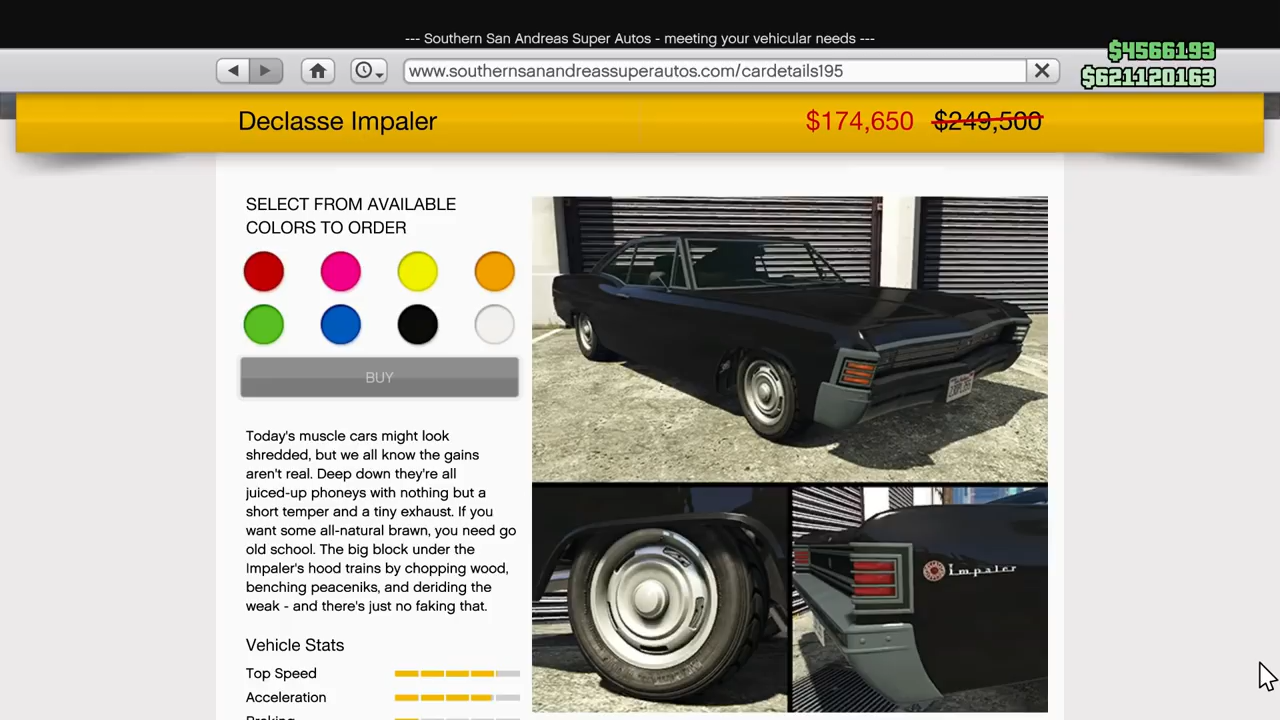 --- Southern San Andreas Super Autos - meeting your vehicular needs ---
$4566193
www.southernsanandreassuperautos.com/cardetails195
$621120163
Declasse Impaler
$174,650 $249,500
SELECT FROM AVAILABLE
COLORS TO ORDER
BUY
Today's muscle cars might look
shredded, but we all know the gains
aren't real. Deep down they're all
juiced-up phoneys with nothing but a
short temper and a tiny exhaust. If you
want some all-natural brawn, you need go
old school. The big block under the
Impaler's hood trains by chopping wood,
benching peaceniks, and deriding the
weak - and there's just no faking that.
Impaler
Vehicle Stats
Top Speed
Acceleration
Braking